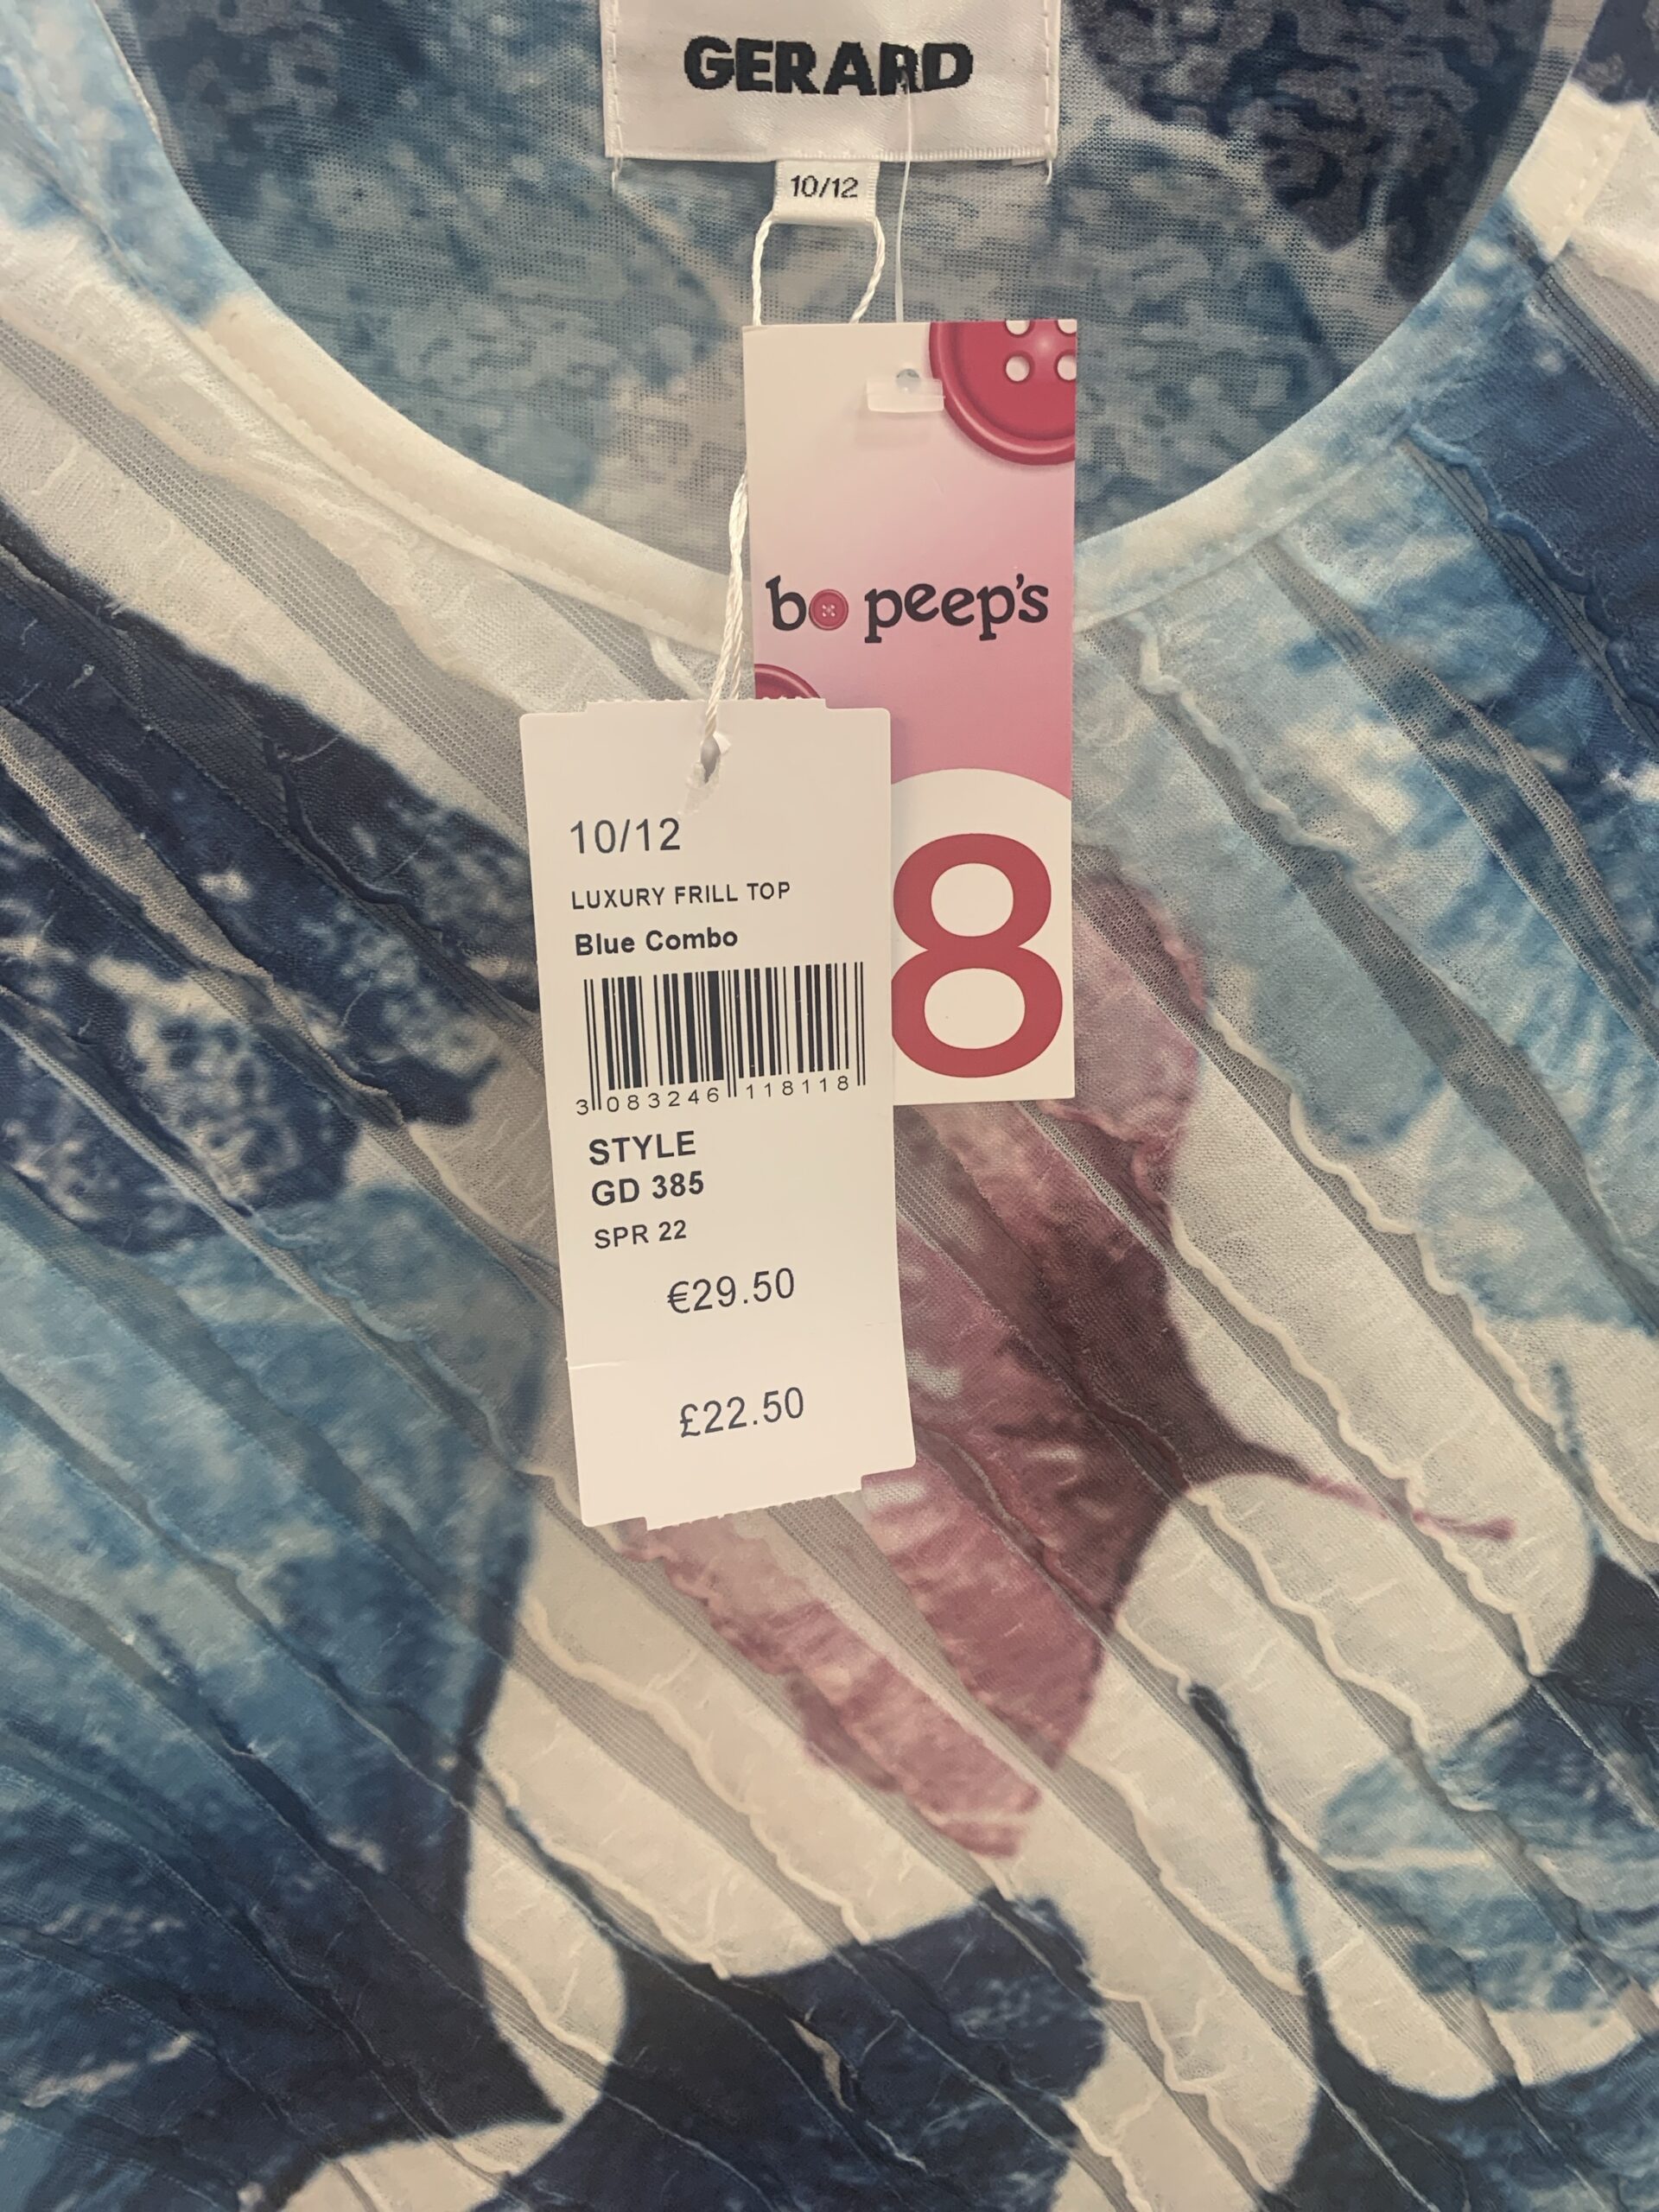 GERARD
10/12
bo peep's
8
10/12
LUXURY FRILL TOP
Blue Combo
3 083246 118118
STYLE
GD 385
SPR 22
€29.50
£22.50